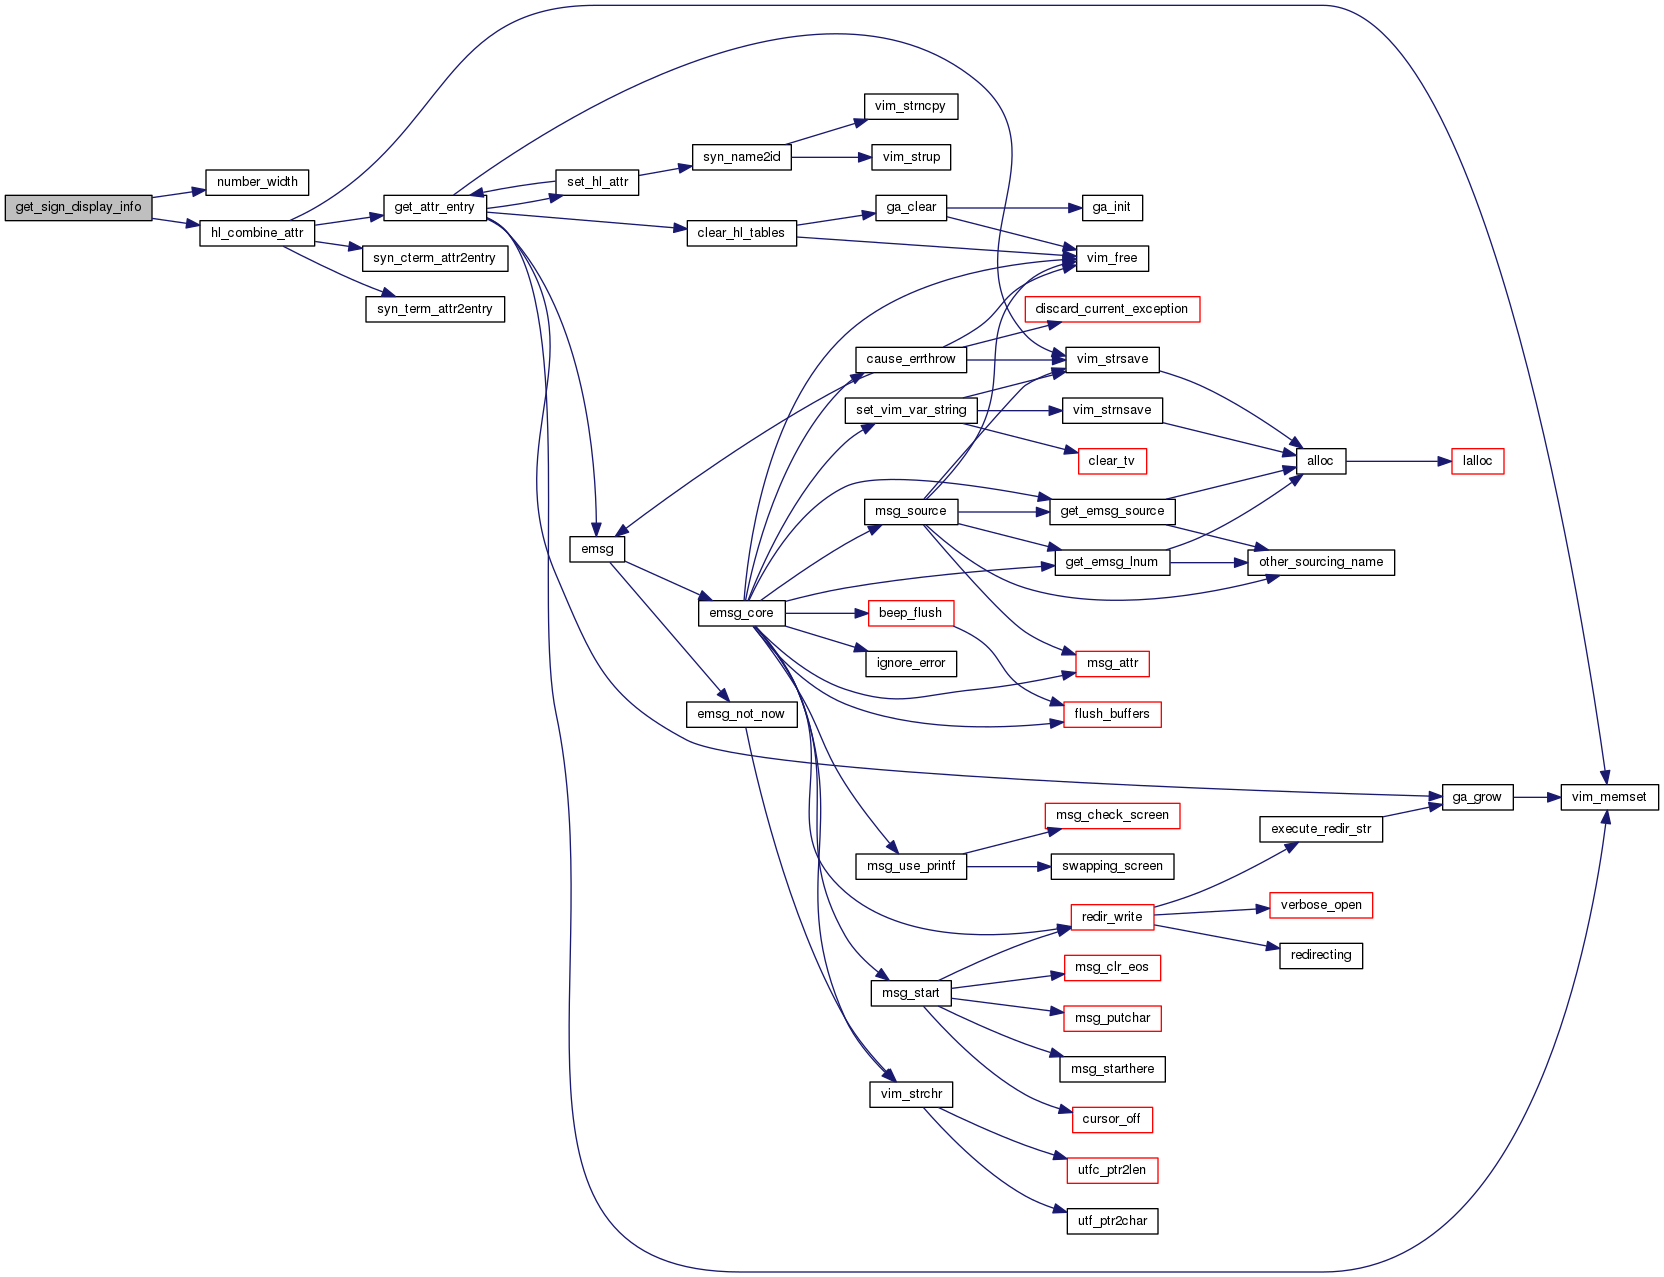 get_sign_display_info
number_width
hl_combine_attr
get_attr_entry
syn_cterm_attr2entry
syn_term_attr2entry
set_hl_attr
syn_name2id
vim_strncpy
vim_strup
clear_hl_tables
ga_clear
ga_init
vim_free
discard_current_exception
cause_errthrow
vim_strsave
set_vim_var_string
vim_strnsave
clear_tv
alloc
lalloc
msg_source
get_emsg_source
emsg
get_emsg_lnum
other_sourcing_name
emsg_core
beep_flush
ignore_error
msg_attr
emsg_not_now
flush_buffers
ga_grow
vim_memset
msg_check_screen
execute_redir_str
msg_use_printf
swapping_screen
redir_write
verbose_open
redirecting
msg_clr_eos
msg_start
msg_putchar
msg_starthere
vim_strchr
cursor_off
utfc_ptr2len
utf_ptr2char